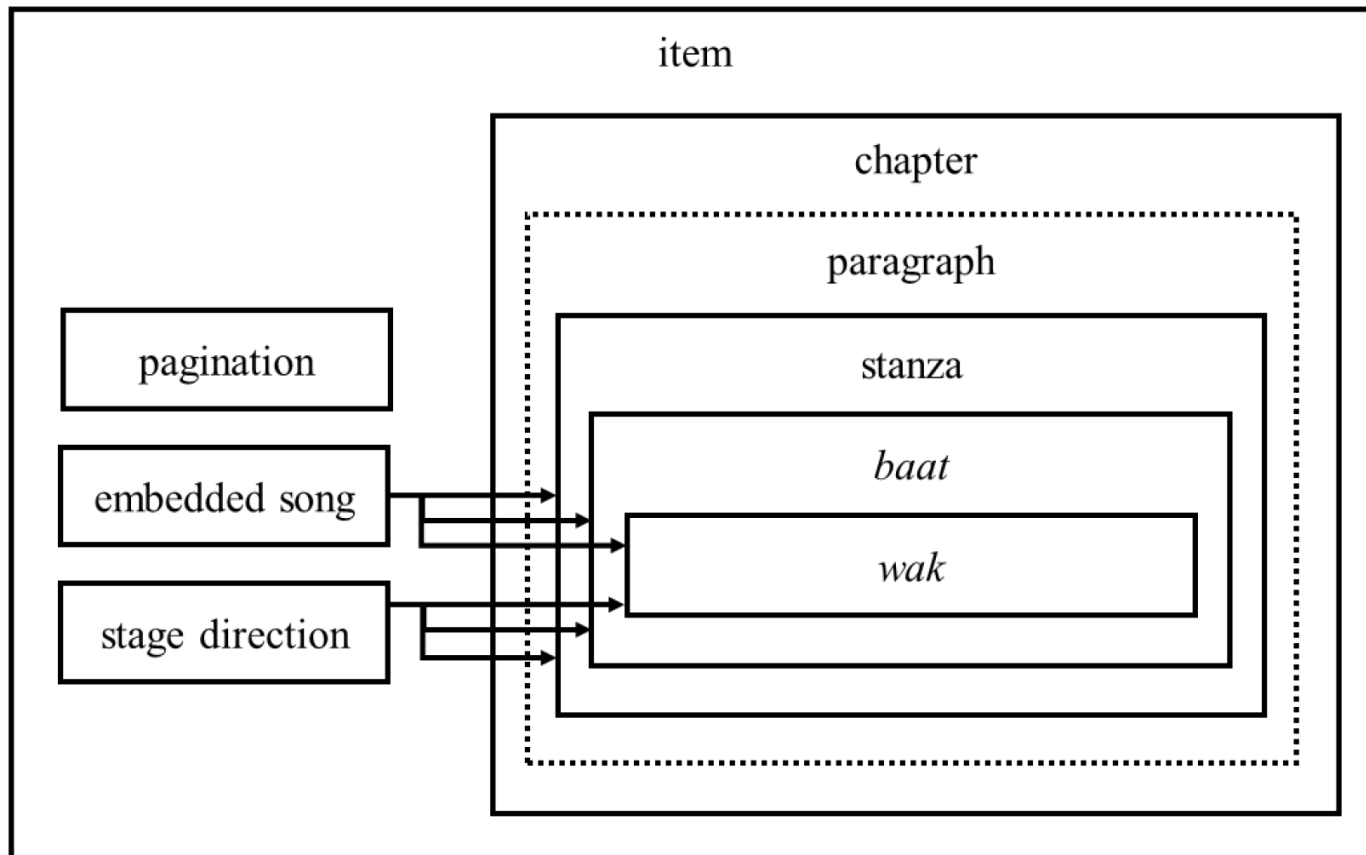 item
chapter
paragraph
pagination
stanza
baat
embedded song
wak
stage direction